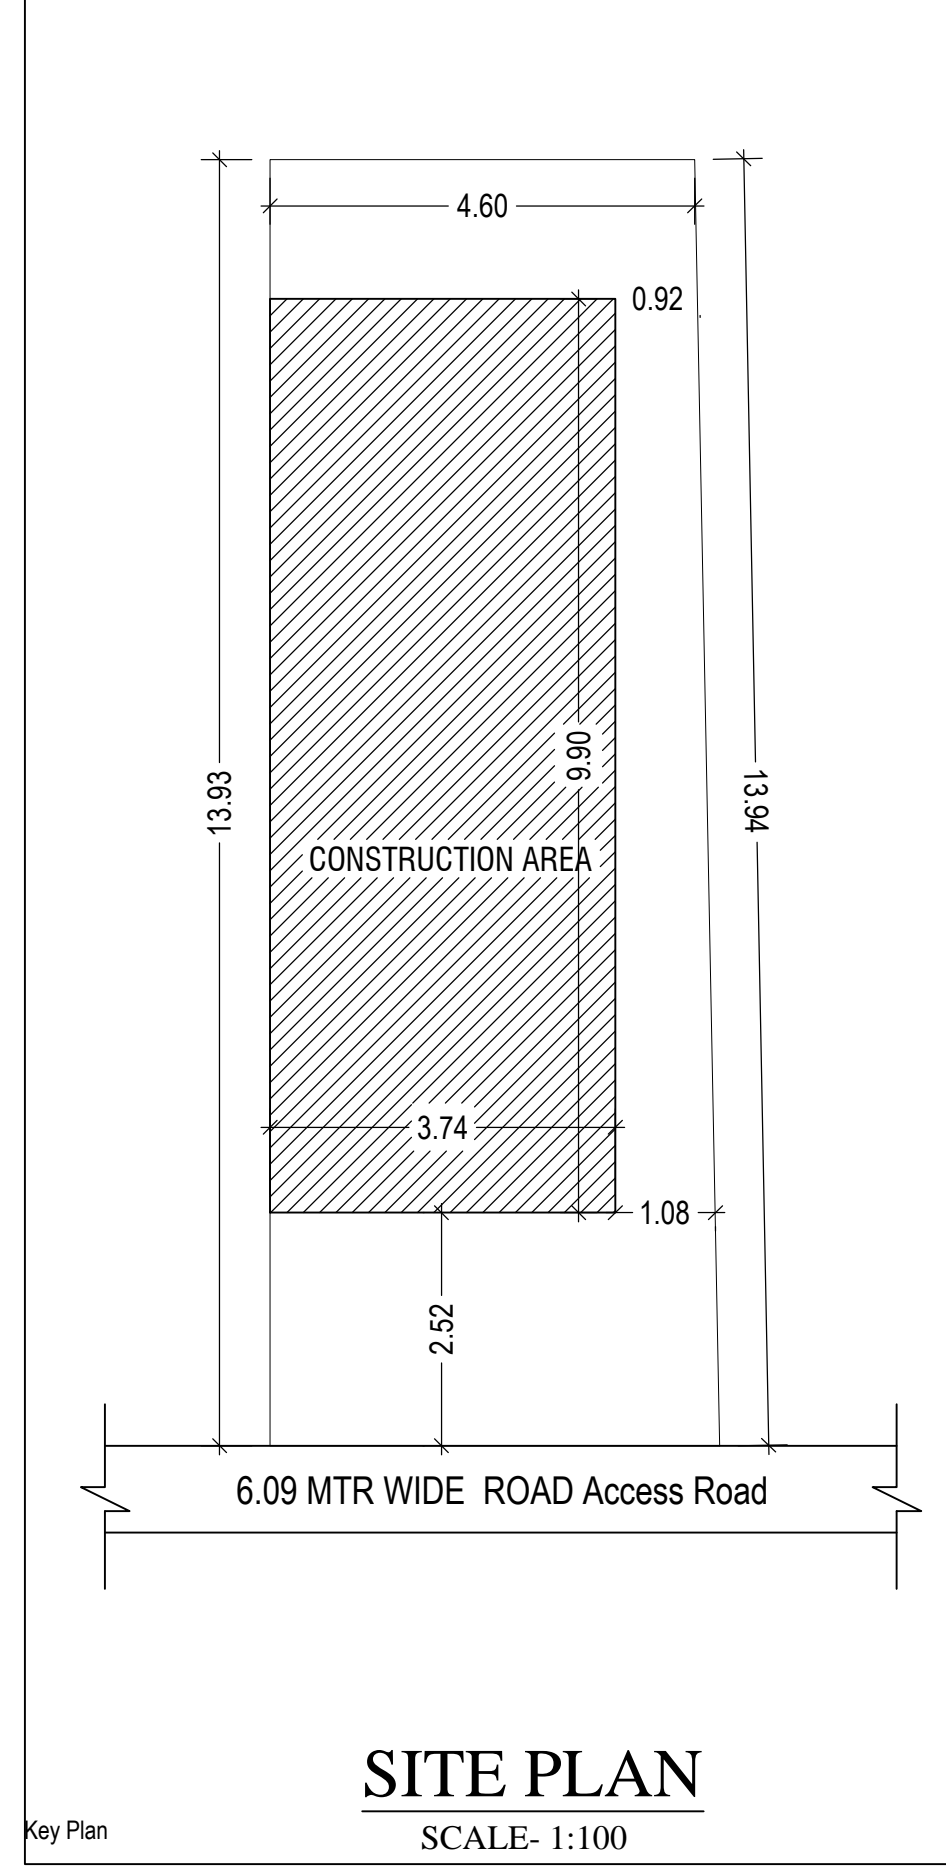 4.60
0.92
9.90
13.93
13.94
CONSTRUCTION AREA
3.74
1.08
2.52
6.09 MTR WIDE ROAD Access Road
SITE PLAN
Key Plan
SCALE- 1:100